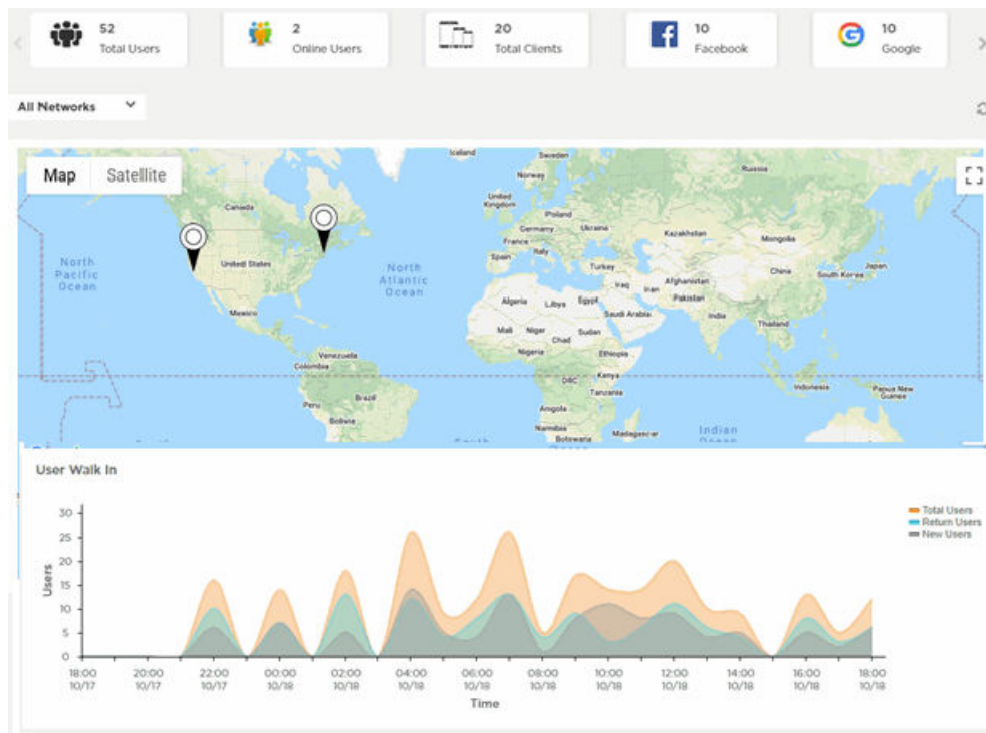 52
Total Users
2
Online Users
20
Total Clients
10
Facebook
10
Google
All Networks
Map
Satellite
Iceland
Sweden
Norway
Russia
Canada
United
Kingdom
Poland
Germany
Ukraine
France
Kazakhstan
Mongolia
Spain
Italy
Turkey
North
Pacific
Ocean
United States
North
Atlantic
Ocean
Iraq
Iran
Afghanistan
Pakistan
China
South Korea
Japan
Mexico
Algeria
Libya
Egypt
Saudi Arabia
India
Thailand
Mali
Niger
Chad
Sudan
Nigeria
Ethiopia
Venezuela
Colombia
DRC
Kenya
Tanzania
Indonesia
Papua New
Guinea
Peru
Brazil
Bolivia
Angola
Namibia
Botswana
Madagascar
Indian
Ocean
User Walk In
Total Users
Return Users
New Users
Users
30
25
20
15
10
5
0
18:00 20:00 22:00 00:00 02:00 04:00 06:00 08:00 10:00 12:00 14:00 16:00 18:00
10/17 10/17 10/17 10/18 10/18 10/18 10/18 10/18 10/18 10/18 10/18 10/18 10/18
Time